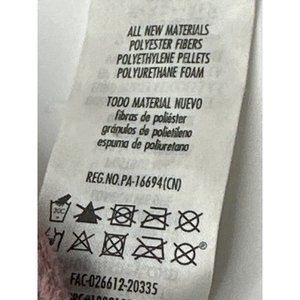 ALL NEW MATERIALS
POLYESTER FIBERS
POLYETHYLENE PELLETS
POLYURETHANE FOAM
TODO MATERIAL NUEVO
fibras de poliéster
gránulos de polietileno
espuma de poliuretano
REG.NO.PA-16694(CN)
FAC-026612-20335